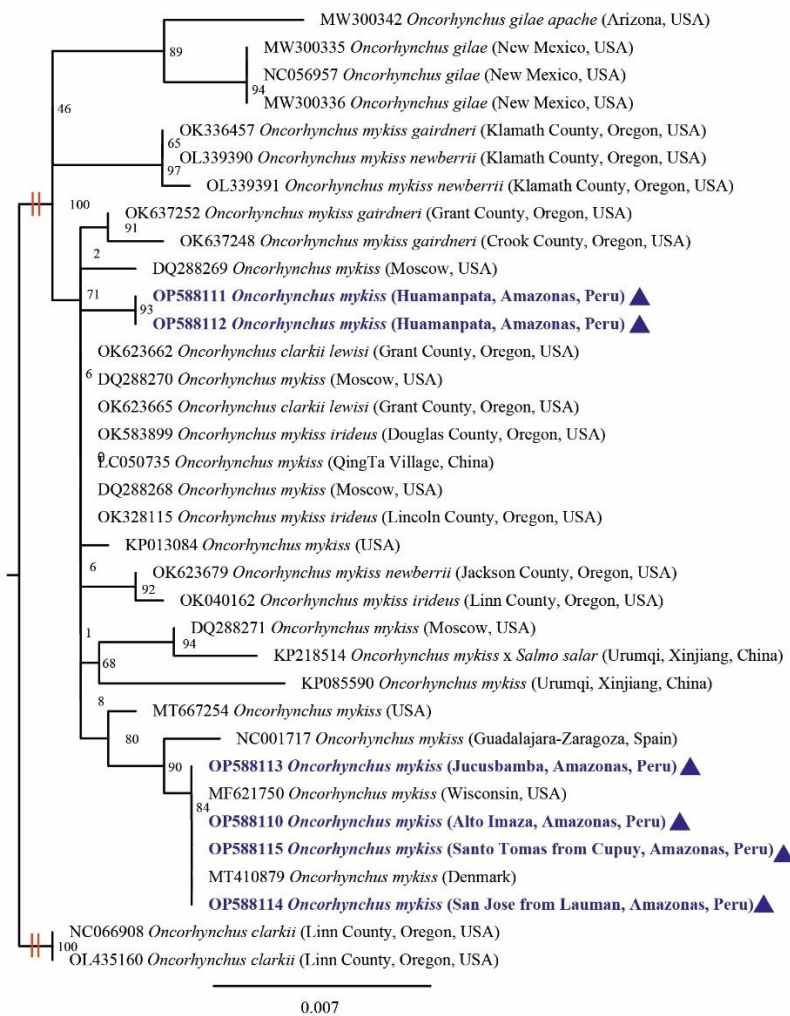 MW300342 Oncorhynchus gilae apache (Arizona, USA)
MW300335 Oncorhynchus gilae (New Mexico, USA)
89
NC056957 Oncorhynchus gilae (New Mexico, USA)
94
MW300336 Oncorhynchus gilae (New Mexico, USA)
46
OK336457 Oncorhynchus mykiss gairdneri (Klamath County, Oregon, USA)
65
OL339390 Oncorhynchus mykiss newberrii (Klamath County, Oregon, USA)
97
OL339391 Oncorhynchus mykiss newberrii (Klamath County, Oregon, USA)
100
OK637252 Oncorhynchus mykiss gairdneri (Grant County, Oregon, USA)
91
OK637248 Oncorhynchus mykiss gairdneri (Crook County, Oregon, USA)
2
DQ288269 Oncorhynchus mykiss (Moscow, USA)
71
OP588111 Oncorhynchus mykiss (Huamanpata, Amazonas, Peru)
93
OP588112 Oncorhynchus mykiss (Huamanpata, Amazonas, Peru)
OK623662 Oncorhynchus clarkii lewisi (Grant County, Oregon, USA)
6
DQ288270 Oncorhynchus mykiss (Moscow, USA)
OK623665 Oncorhynchus clarkii lewisi (Grant County, Oregon, USA)
OK583899 Oncorhynchus mykiss irideus (Douglas County, Oregon, USA)
LC050735 Oncorhynchus mykiss (QingTa Village, China)
DQ288268 Oncorhynchus mykiss (Moscow, USA)
OK328115 Oncorhynchus mykiss irideus (Lincoln County, Oregon, USA)
KP013084 Oncorhynchus mykiss (USA)
6
OK623679 Oncorhynchus mykiss newberrii (Jackson County, Oregon, USA)
92
OK040162 Oncorhynchus mykiss irideus (Linn County, Oregon, USA)
1
DQ288271 Oncorhynchus mykiss (Moscow, USA)
94
KP218514 Oncorhynchus mykiss x Salmo salar (Urumqi, Xinjiang, China)
68
KP085590 Oncorhynchus mykiss (Urumqi, Xinjiang, China)
8
MT667254 Oncorhynchus mykiss (USA)
80
NC001717 Oncorhynchus mykiss (Guadalajara-Zaragoza, Spain)
90
OP588113 Oncorhynchus mykiss (Jucusbamba, Amazonas, Peru)
MF621750 Oncorhynchus mykiss (Wisconsin, USA)
84
OP588110 Oncorhynchus mykiss (Alto Imaza, Amazonas, Peru)
OP588115 Oncorhynchus mykiss (Santo Tomas from Cupuy, Amazonas, Peru)
MT410879 Oncorhynchus mykiss (Denmark)
OP588114 Oncorhynchus mykiss (San Jose from Lauman, Amazonas, Peru)
NC066908 Oncorhynchus clarkii (Linn County, Oregon, USA)
100
OL435160 Oncorhynchus clarkii (Linn County, Oregon, USA)
0.007